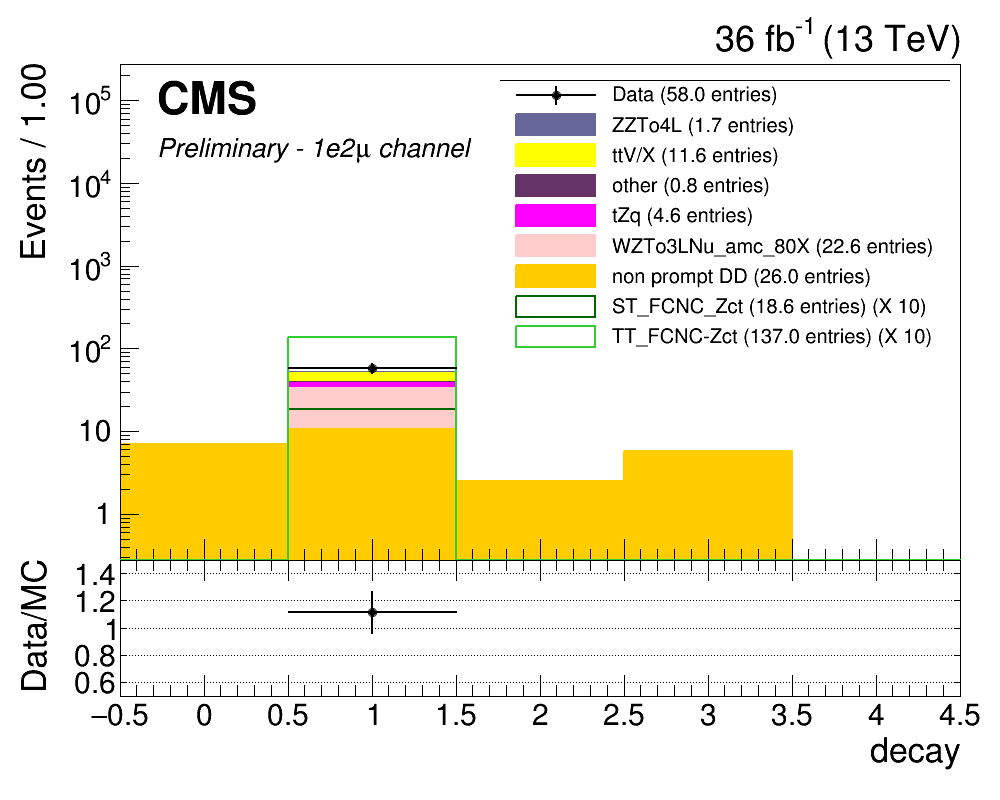 36 fb-1 (13 TeV)
CMS
Preliminary - 1e2μ channel
Data (58.0 entries)
ZZTo4L (1.7 entries)
ttV/X (11.6 entries)
other (0.8 entries)
tZq (4.6 entries)
WZTo3LNu_amc_80X (22.6 entries)
non prompt DD (26.0 entries)
ST_FCNC_Zct (18.6 entries) (X 10)
TT_FCNC-Zct (137.0 entries) (X 10)
Events / 1.00
10^5
10^4
10^3
10^2
10
1
Data/MC
1.4
1.2
1
0.8
0.6
−0.5 0 0.5 1 1.5 2 2.5 3 3.5 4 4.5
decay